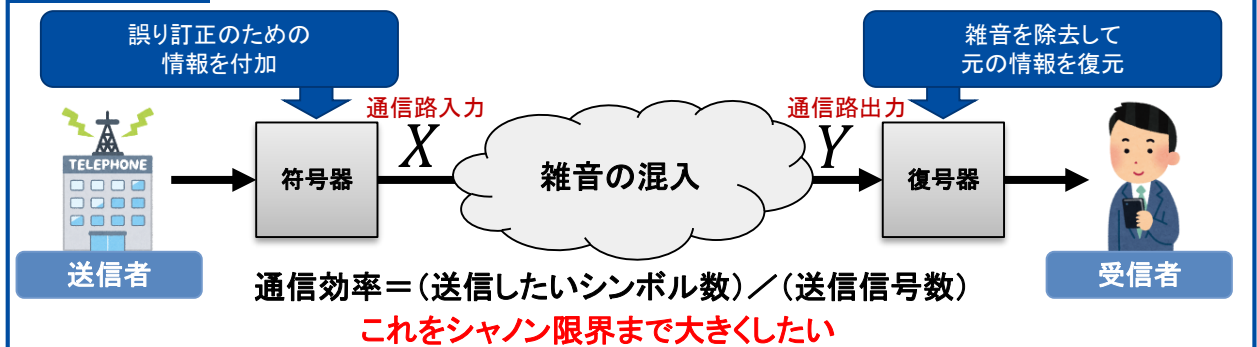 誤り訂正のための
情報を付加
雑音を除去して
元の情報を復元
通信路入力
通信路出力
TELEPHONE
符号器
X
雑音の混入
Y
復号器
送信者
受信者
通信効率＝(送信したいシンボル数)／(送信信号数)
これをシャノン限界まで大きくしたい